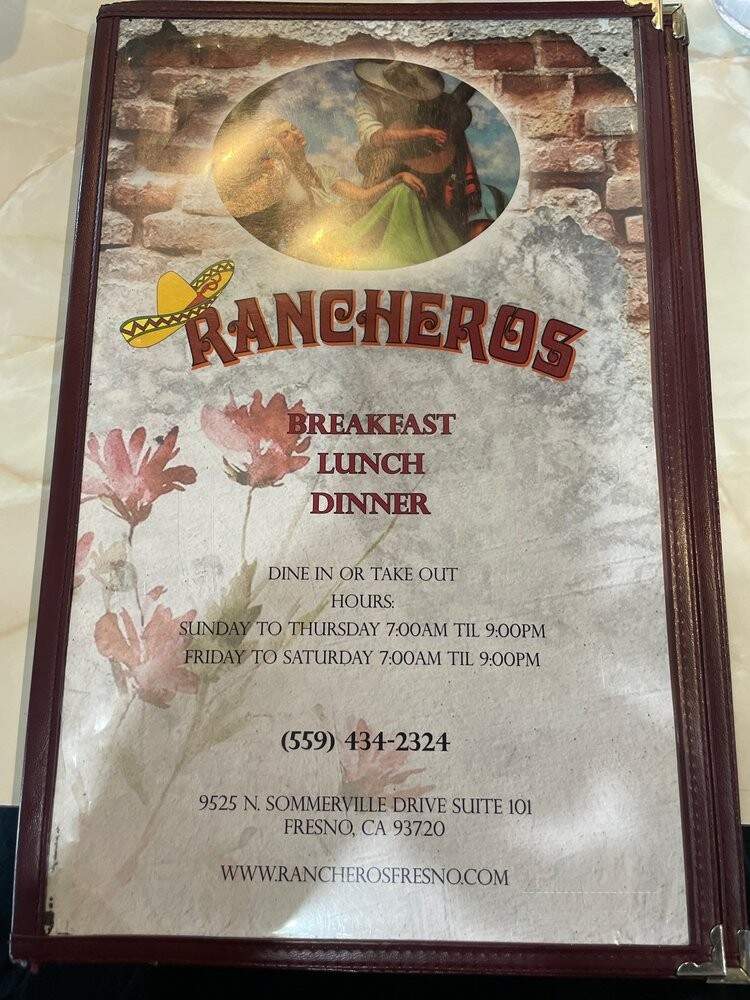 RANCHEROS
BREAKFAST
LUNCH
DINNER
DINE IN OR TAKE OUT
HOURS:
SUNDAY TO THURSDAY 7:00AM TIL 9:00PM
FRIDAY TO SATURDAY 7:00AM TIL 9:00PM
(559) 434-2324
9525 N. SOMMERVILLE DRIVE SUITE 101
FRESNO, CA 93720
WWW.RANCHEROSFRESNO.COM